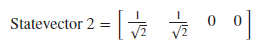 Statevector 2 = [ 1/√2 1/√2 0 0 ]